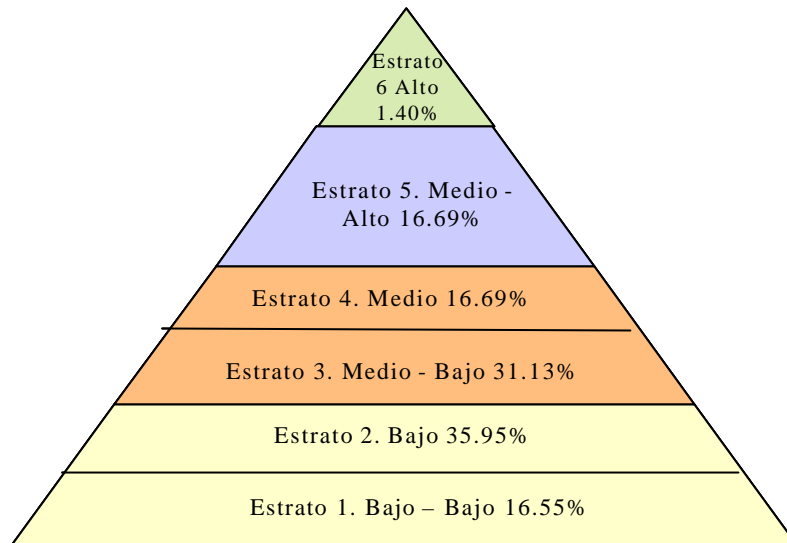 Estrato
6 Alto
1.40%
Estrato 5. Medio -
Alto 16.69%
Estrato 4. Medio 16.69%
Estrato 3. Medio - Bajo 31.13%
Estrato 2. Bajo 35.95%
Estrato 1. Bajo – Bajo 16.55%